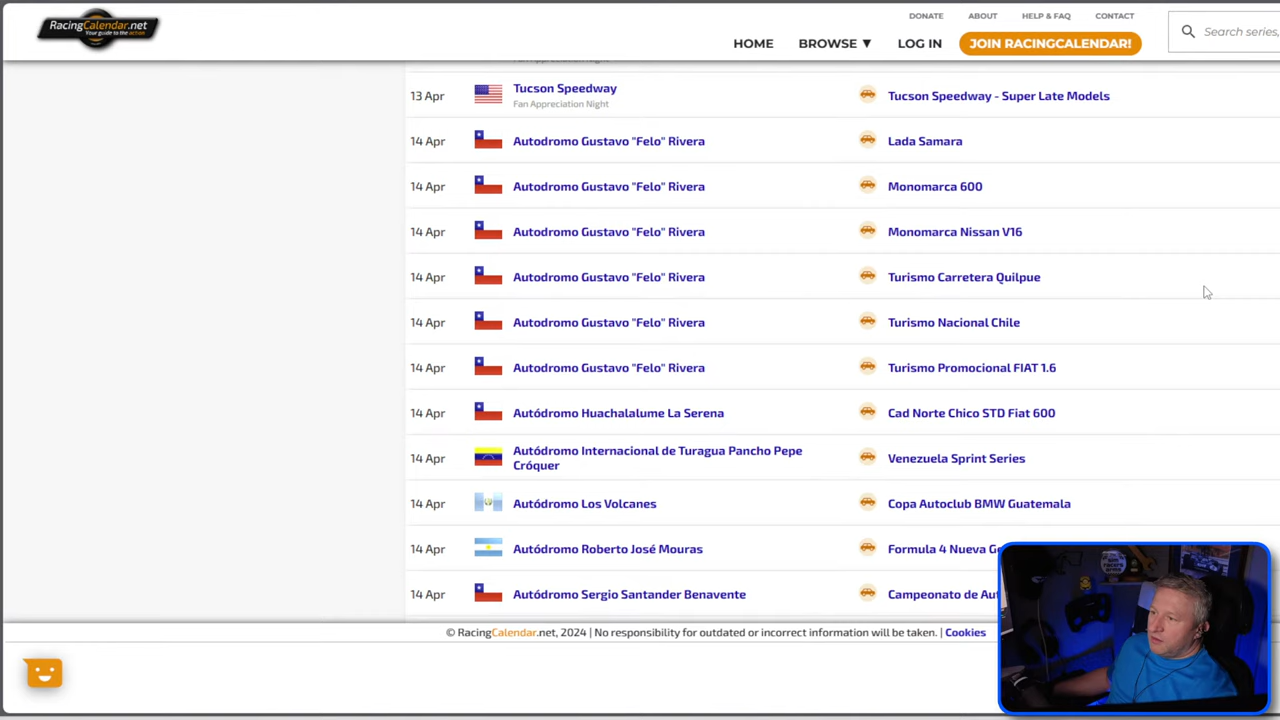 RacingCalendar.net
Your guide to the action
DONATE
ABOUT
HELP & FAQ
CONTACT
HOME
BROWSE ▼
LOG IN
JOIN RACINGCALENDAR!
Search series,
13 Apr
Tucson Speedway
Fan Appreciation Night
Tucson Speedway - Super Late Models
14 Apr
Autodromo Gustavo "Felo" Rivera
Lada Samara
14 Apr
Autodromo Gustavo "Felo" Rivera
Monomarca 600
14 Apr
Autodromo Gustavo "Felo" Rivera
Monomarca Nissan V16
14 Apr
Autodromo Gustavo "Felo" Rivera
Turismo Carretera Quilpue
14 Apr
Autodromo Gustavo "Felo" Rivera
Turismo Nacional Chile
14 Apr
Autodromo Gustavo "Felo" Rivera
Turismo Promocional FIAT 1.6
14 Apr
Autódromo Huachalalume La Serena
Cad Norte Chico STD Fiat 600
14 Apr
Autódromo Internacional de Turagua Pancho Pepe
Cróquer
Venezuela Sprint Series
14 Apr
Autódromo Los Volcanes
Copa Autoclub BMW Guatemala
14 Apr
Autódromo Roberto José Mouras
Formula 4 Nueva Ge
14 Apr
Autódromo Sergio Santander Benavente
Campeonato de Au
© RacingCalendar.net, 2024 | No responsibility for outdated or incorrect information will be taken. | Cookies